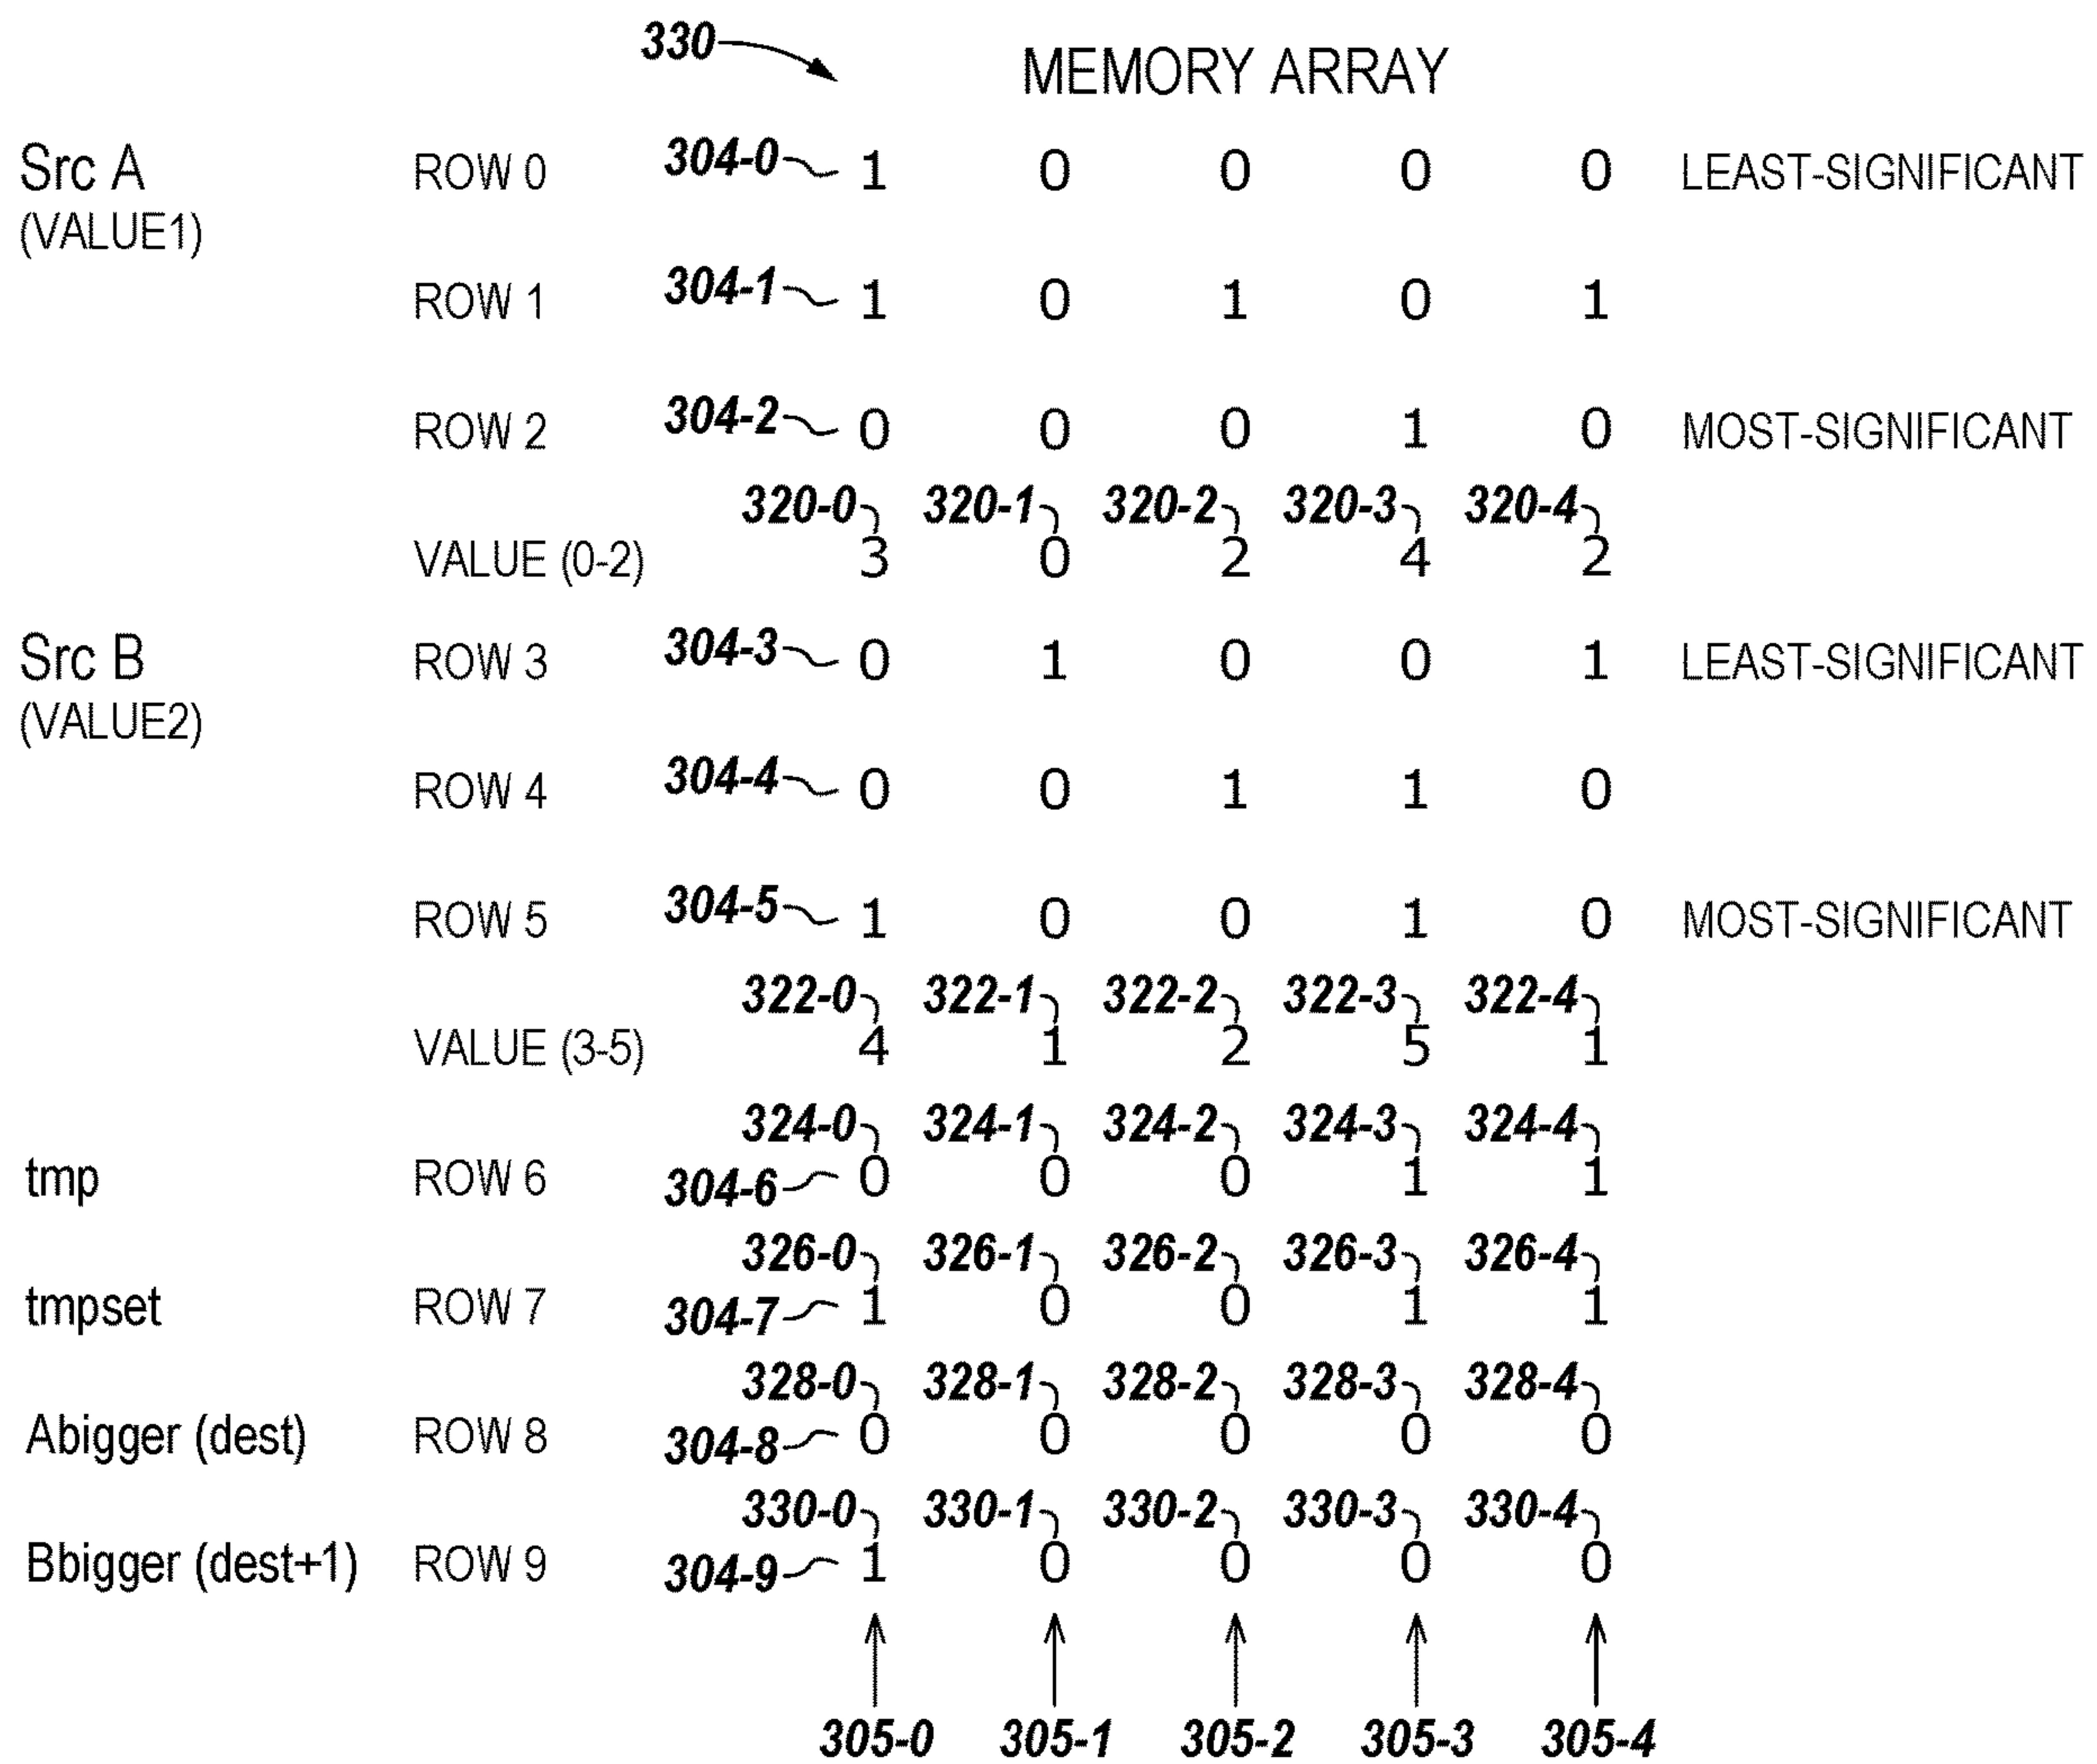 330 MEMORY ARRAY
Src A ROW 0 304-0 1 0 0 0 0 LEAST-SIGNIFICANT
(VALUE1)
ROW 1 304-1 1 0 1 0 1
ROW 2 304-2 0 0 0 1 0 MOST-SIGNIFICANT
320-0 320-1 320-2 320-3 320-4
VALUE (0-2) 3 0 2 4 2
Src B ROW 3 304-3 0 1 0 0 1 LEAST-SIGNIFICANT
(VALUE2)
ROW 4 304-4 0 0 1 1 0
ROW 5 304-5 1 0 0 1 0 MOST-SIGNIFICANT
322-0 322-1 322-2 322-3 322-4
VALUE (3-5) 4 1 2 5 1
324-0 324-1 324-2 324-3 324-4
tmp ROW 6 304-6 0 0 0 1 1
326-0 326-1 326-2 326-3 326-4
tmpset ROW 7 304-7 1 0 0 1 1
328-0 328-1 328-2 328-3 328-4
Abigger (dest) ROW 8 304-8 0 0 0 0 0
330-0 330-1 330-2 330-3 330-4
Bbigger (dest+1) ROW 9 304-9 1 0 0 0 0
305-0 305-1 305-2 305-3 305-4